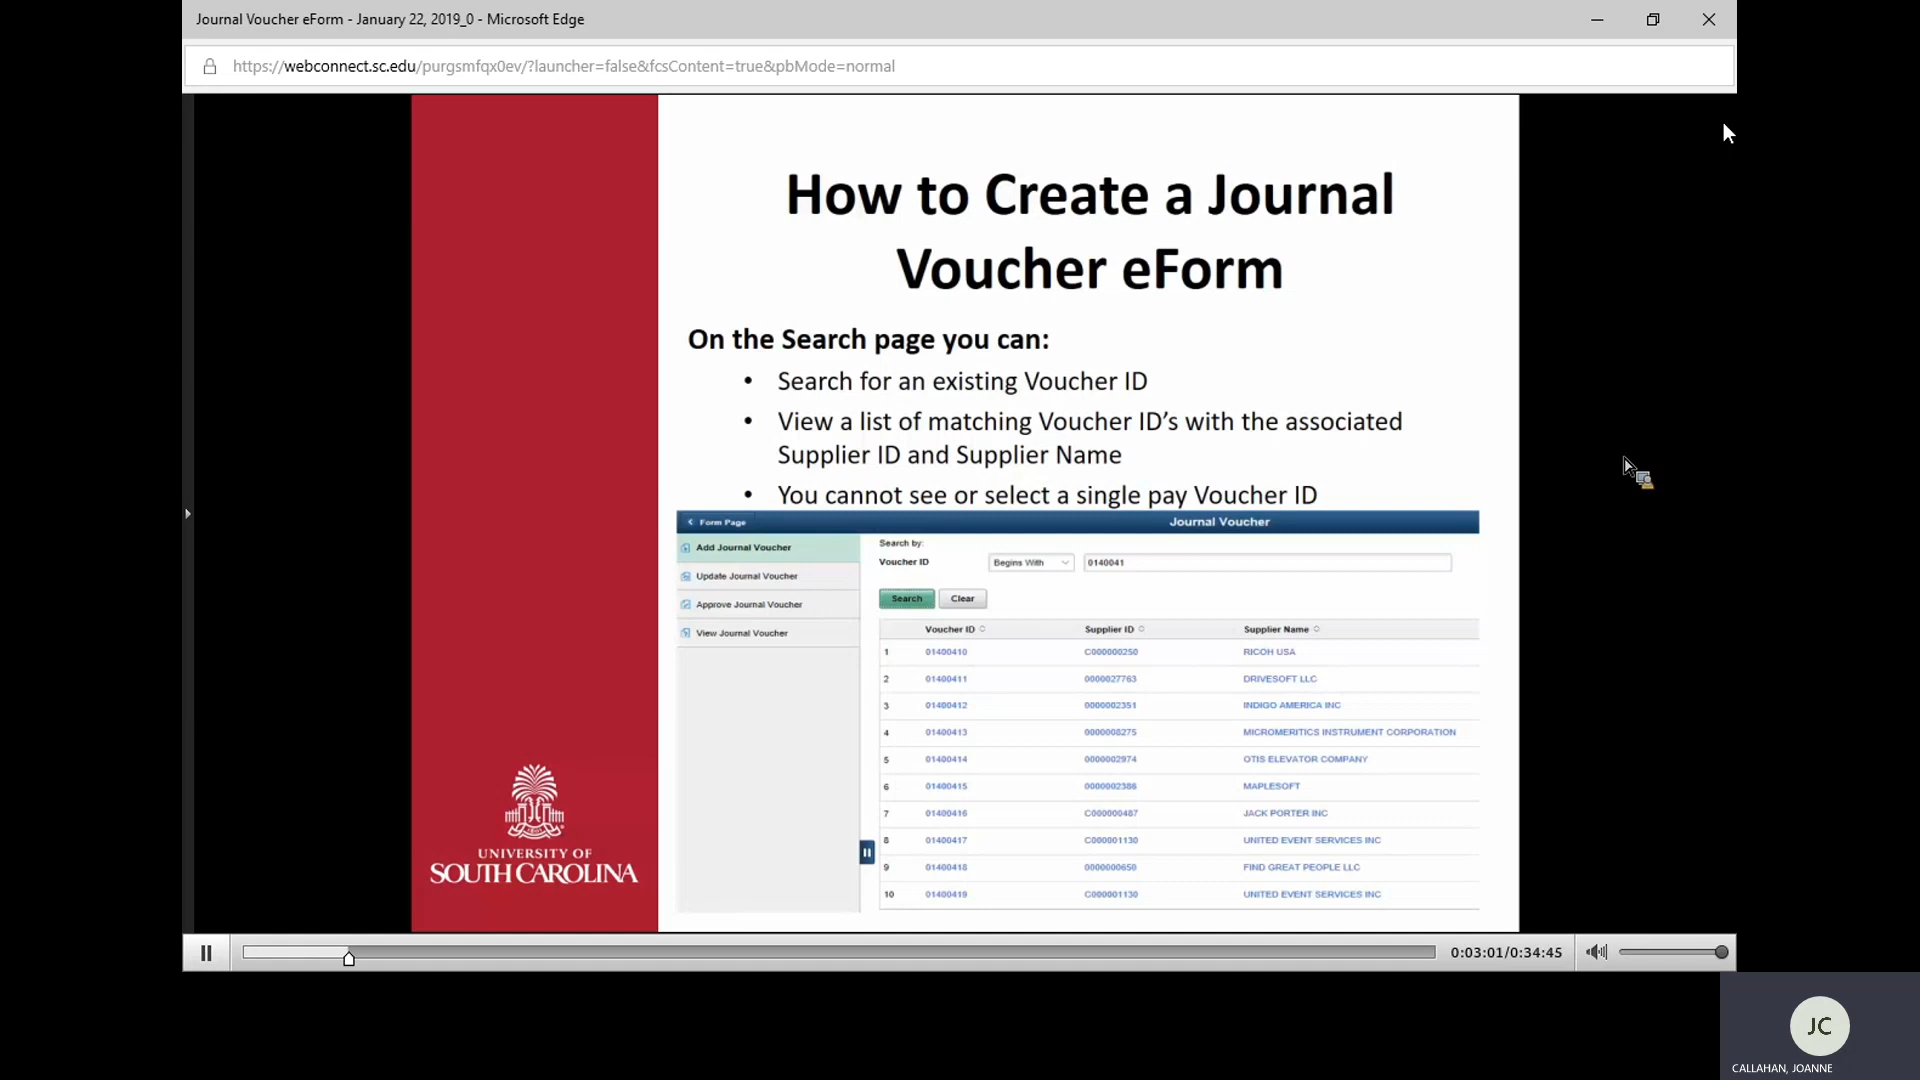 Journal Voucher eForm - January 22, 2019_0 - Microsoft Edge
https://webconnect.sc.edu/purgsmfqx0ev/?launcher=false&fcsContent=true&pbMode=normal
How to Create a Journal
Voucher eForm
On the Search page you can:
• Search for an existing Voucher ID
• View a list of matching Voucher ID’s with the associated
Supplier ID and Supplier Name
• You cannot see or select a single pay Voucher ID
Form Page Journal Voucher
Add Journal Voucher
Update Journal Voucher
Approve Journal Voucher
View Journal Voucher
Search by:
Voucher ID Begins With 0140041
Search Clear
Voucher ID Supplier ID Supplier Name
1 01400410 C000000250 RICOH USA
2 01400411 0000027763 DRIVESOFT LLC
3 01400412 0000002351 INDIGO AMERICA INC
4 01400413 0000008275 MICROMERITICS INSTRUMENT CORPORATION
5 01400414 0000002974 OTIS ELEVATOR COMPANY
6 01400415 0000002386 MAPLESOFT
7 01400416 C000000487 JACK PORTER INC
8 01400417 C000001130 UNITED EVENT SERVICES INC
9 01400418 0000000650 FIND GREAT PEOPLE LLC
10 01400419 C000001130 UNITED EVENT SERVICES INC
UNIVERSITY OF
SOUTH CAROLINA
0:03:01/0:34:45
JC
CALLAHAN, JOANNE